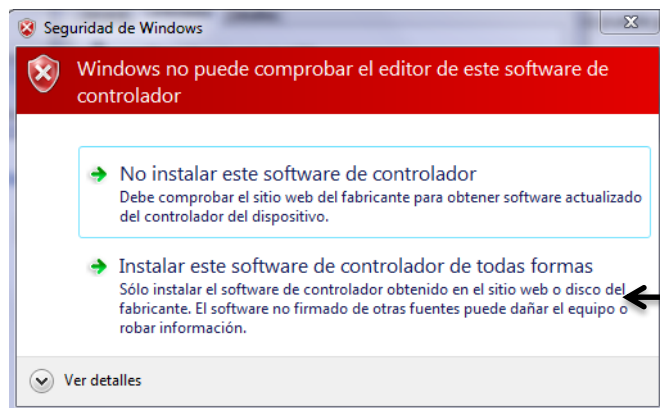 Seguridad de Windows
Windows no puede comprobar el editor de este software de
controlador
No instalar este software de controlador
Debe comprobar el sitio web del fabricante para obtener software actualizado
del controlador del dispositivo.
Instalar este software de controlador de todas formas
Sólo instalar el software de controlador obtenido en el sitio web o disco del
fabricante. El software no firmado de otras fuentes puede dañar el equipo o
robar información.
Ver detalles